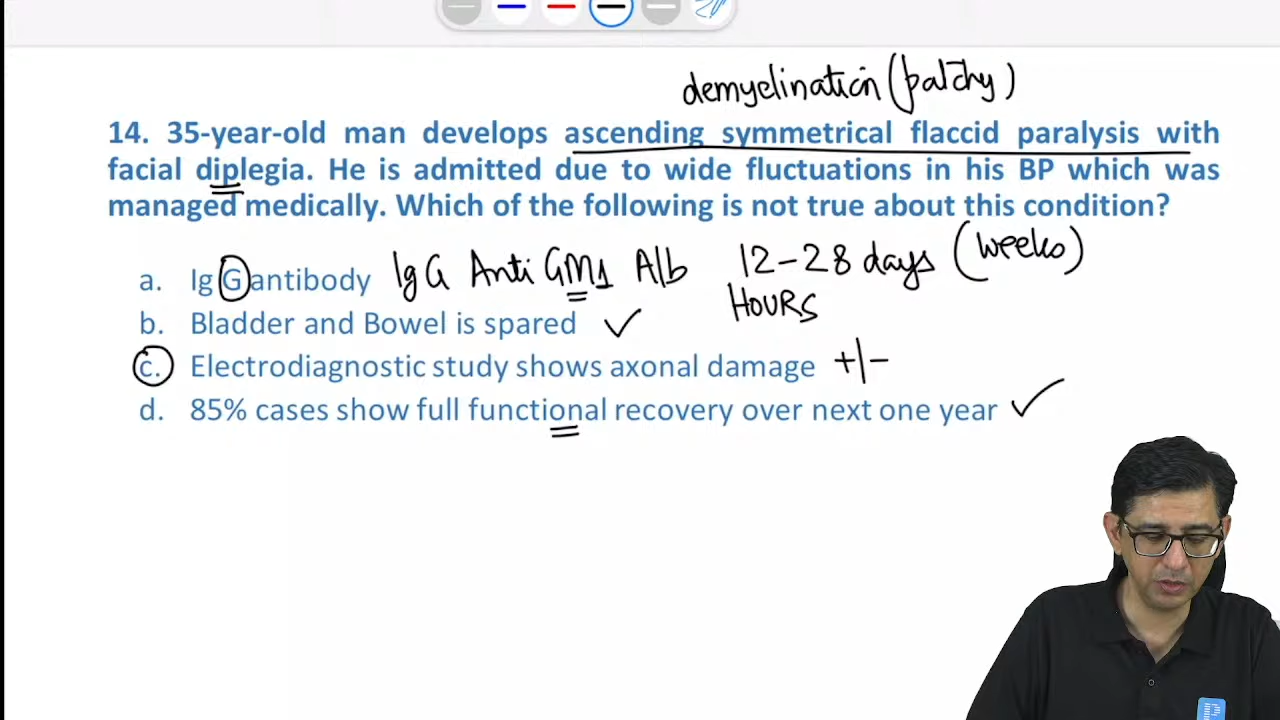 demyelination (patchy)
14. 35-year-old man develops ascending symmetrical flaccid paralysis with
facial diplegia. He is admitted due to wide fluctuations in his BP which was
managed medically. Which of the following is not true about this condition?
a. Ig G antibody IgG Anti GM1 A/b 12-28 days (weeks)
HOURS
b. Bladder and Bowel is spared ✓
c. Electrodiagnostic study shows axonal damage +/-
d. 85% cases show full functional recovery over next one year ✓